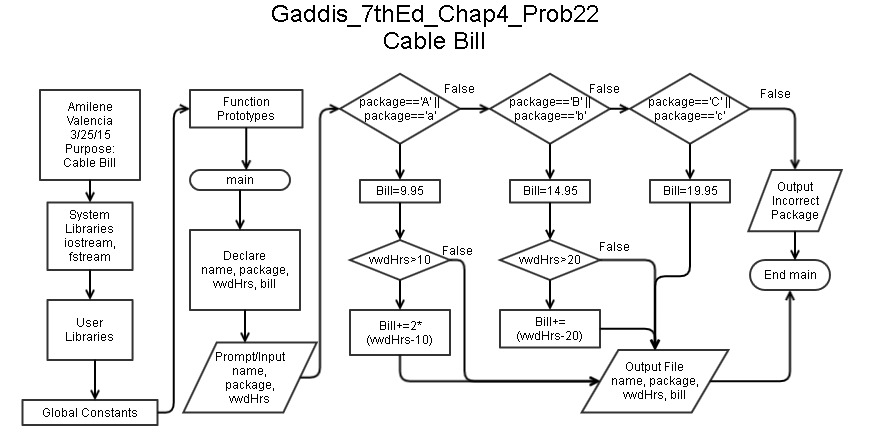 Gaddis_7thEd_Chap4_Prob22
Cable Bill
Amilene
Valencia
3/25/15
Purpose:
Cable Bill
System
Libraries
iostream,
fstream
User
Libraries
Global Constants
Function
Prototypes
main
Declare
name, package,
vwdHrs, bill
Prompt/Input
name,
package,
vwdHrs
package=='A' ||
package=='a'
False
Bill=9.95
vwdHrs>10
False
Bill+=2*
(vwdHrs-10)
package=='B' ||
package=='b'
False
Bill=14.95
vwdHrs>20
False
Bill+=
(vwdHrs-20)
package=='C' ||
package=='c'
False
Bill=19.95
Output File
name, package,
vwdHrs, bill
Output
Incorrect
Package
End main